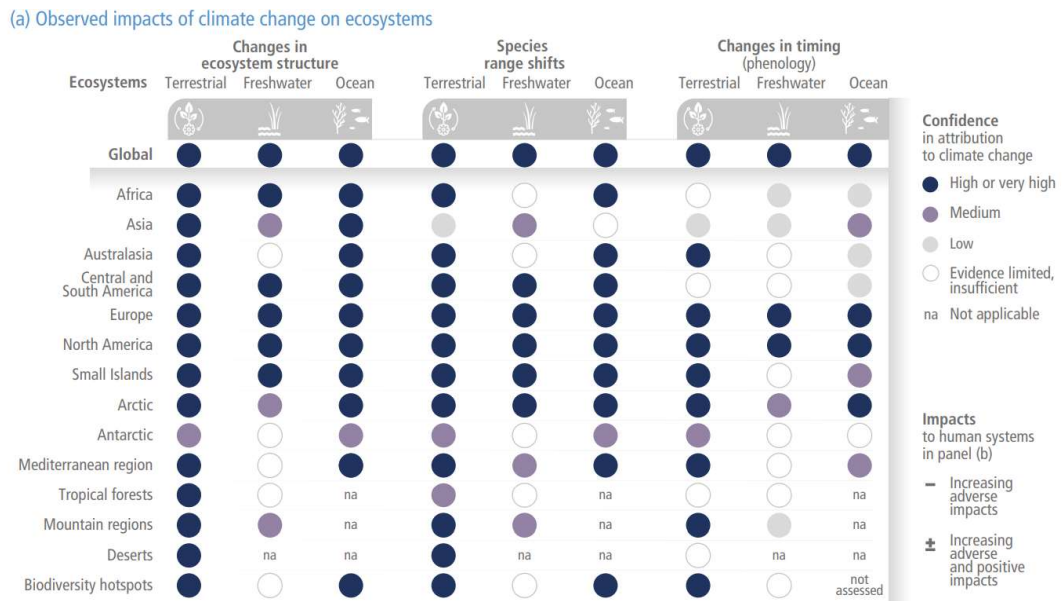 (a) Observed impacts of climate change on ecosystems
Changes in
ecosystem structure
Species
range shifts
Changes in timing
(phenology)
Ecosystems Terrestrial Freshwater Ocean Terrestrial Freshwater Ocean Terrestrial Freshwater Ocean
Global
Africa
Asia
Australasia
Central and
South America
Europe
North America
Small Islands
Arctic
Antarctic
Mediterranean region
Tropical forests na na na
Mountain regions na na na
Deserts na na na na na na
Biodiversity hotspots not
assessed
Confidence
in attribution
to climate change
High or very high
Medium
Low
Evidence limited,
insufficient
na Not applicable
Impacts
to human systems
in panel (b)
− Increasing
adverse
impacts
± Increasing
adverse
and positive
impacts